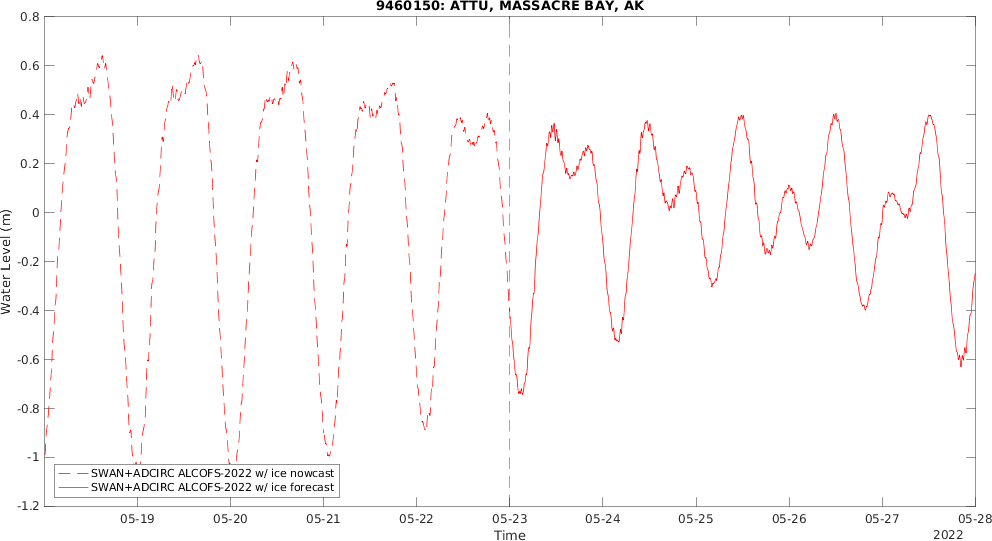 9460150: ATTU, MASSACRE BAY, AK
0.8
0.6
0.4
0.2
0
-0.2
-0.4
-0.6
-0.8
-1
-1.2
Water Level (m)
SWAN+ADCIRC ALCOFS-2022 w/ ice nowcast
SWAN+ADCIRC ALCOFS-2022 w/ ice forecast
05-19 05-20 05-21 05-22 05-23 05-24 05-25 05-26 05-27 05-28
Time
2022